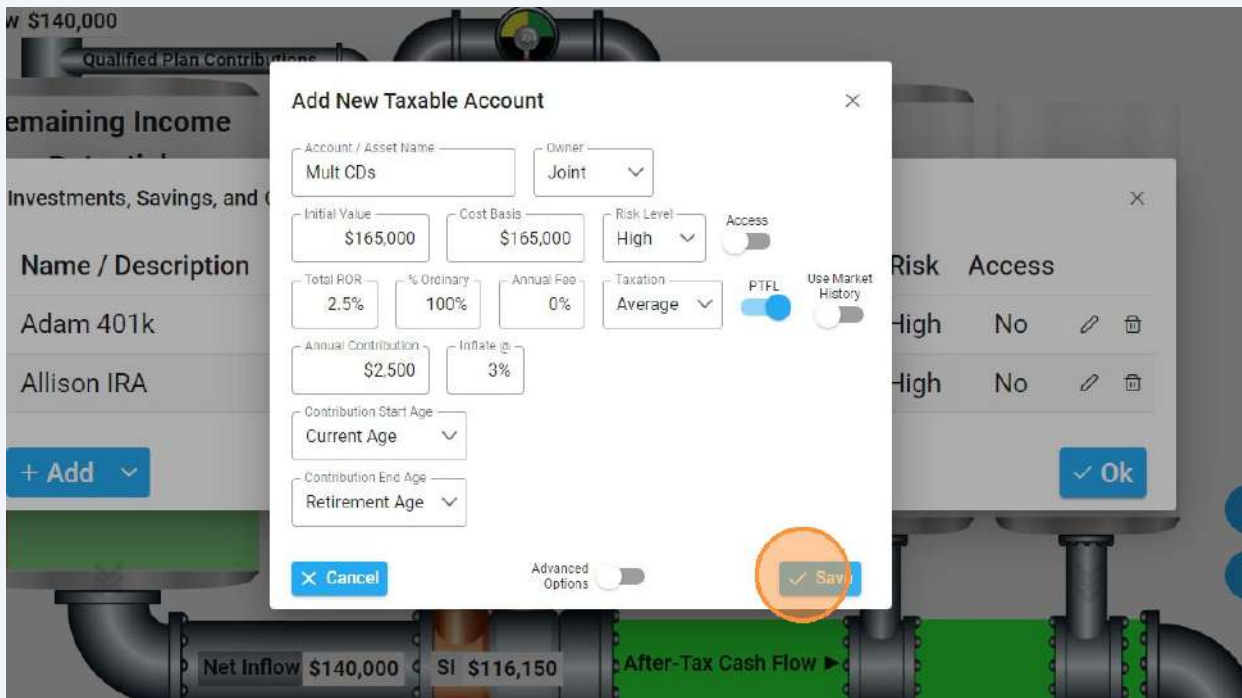 w $140,000
Qualified Plan Contributions
emaining Income
Investments, Savings, and
Name / Description
Risk Access
Adam 401k
High No
Allison IRA
High No
+ Add
Ok
Add New Taxable Account
Account / Asset Name
Mult CDs
Owner
Joint
Initial Value
$165,000
Cost Basis
$165,000
Risk Level
High
Access
Total ROR
2.5%
% Ordinary
100%
Annual Fee
0%
Taxation
Average
PTFL
Use Market
History
Annual Contribution
$2,500
Inflate @
3%
Contribution Start Age
Current Age
Contribution End Age
Retirement Age
Cancel
Advanced
Options
Save
Net Inflow $140,000
SI $116,150
After-Tax Cash Flow